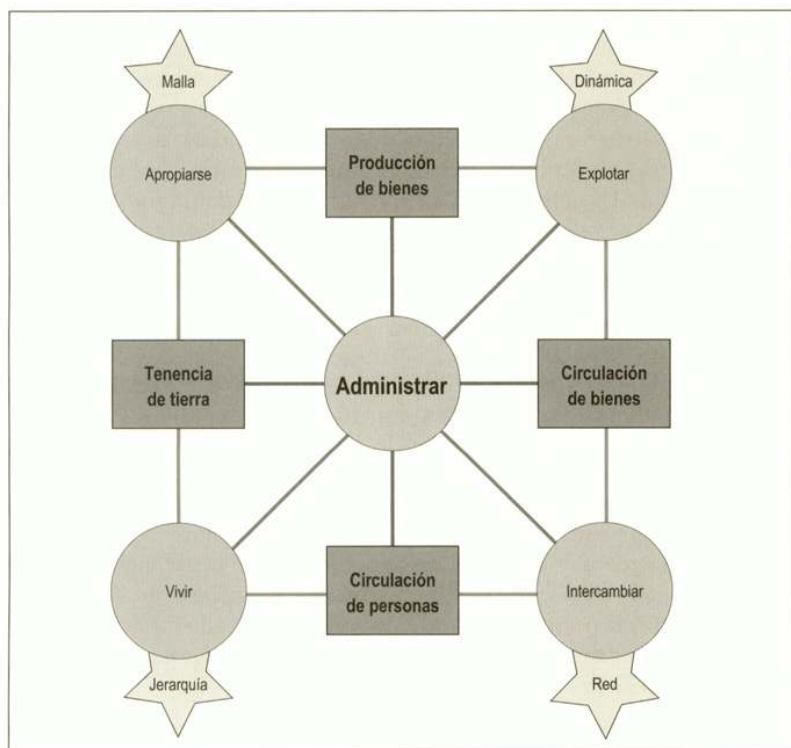 Malla
Dinámica
Apropiarse
Producción
de bienes
Explotar
Tenencia
de tierra
Administrar
Circulación
de bienes
Vivir
Circulación
de personas
Intercambiar
Jerarquía
Red